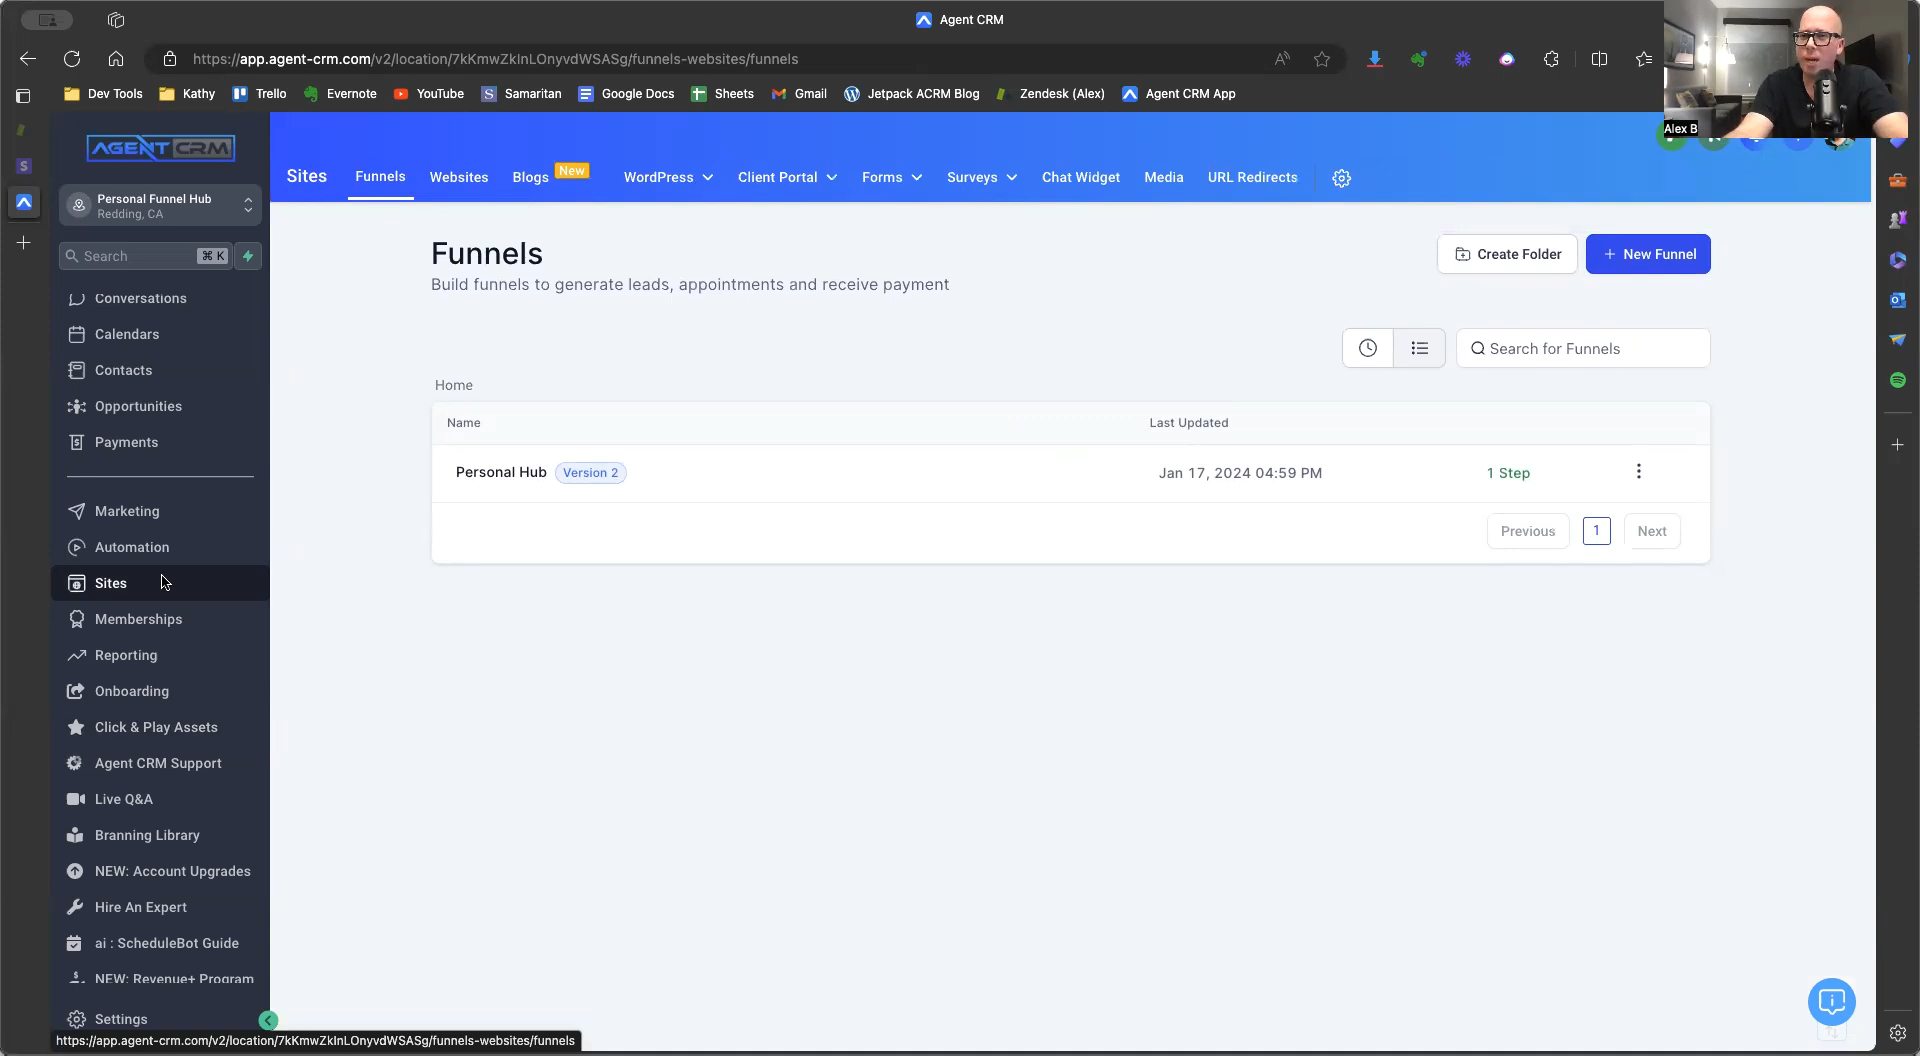 Agent CRM
https://app.agent-crm.com/v2/location/7kKmwZkInLOnyvdWSASg/funnels-websites/funnels
Dev Tools
Kathy
Trello
Evernote
YouTube
Samaritan
Google Docs
Sheets
Gmail
Jetpack ACRM Blog
Zendesk (Alex)
Agent CRM App
Alex B
AGENT CRM
Personal Funnel Hub
Redding, CA
Search
⌘ K
Conversations
Calendars
Contacts
Opportunities
Payments
Marketing
Automation
Sites
Memberships
Reporting
Onboarding
Click & Play Assets
Agent CRM Support
Live Q&A
Branning Library
NEW: Account Upgrades
Hire An Expert
ai : ScheduleBot Guide
NEW: Revenue+ Program
Settings
https://app.agent-crm.com/v2/location/7kKmwZkInLOnyvdWSASg/funnels-websites/funnels
Sites
Funnels
Websites
Blogs
New
WordPress
Client Portal
Forms
Surveys
Chat Widget
Media
URL Redirects
Funnels
Build funnels to generate leads, appointments and receive payment
Create Folder
+ New Funnel
Search for Funnels
Home
Name
Last Updated
Personal Hub
Version 2
Jan 17, 2024 04:59 PM
1 Step
Previous
1
Next